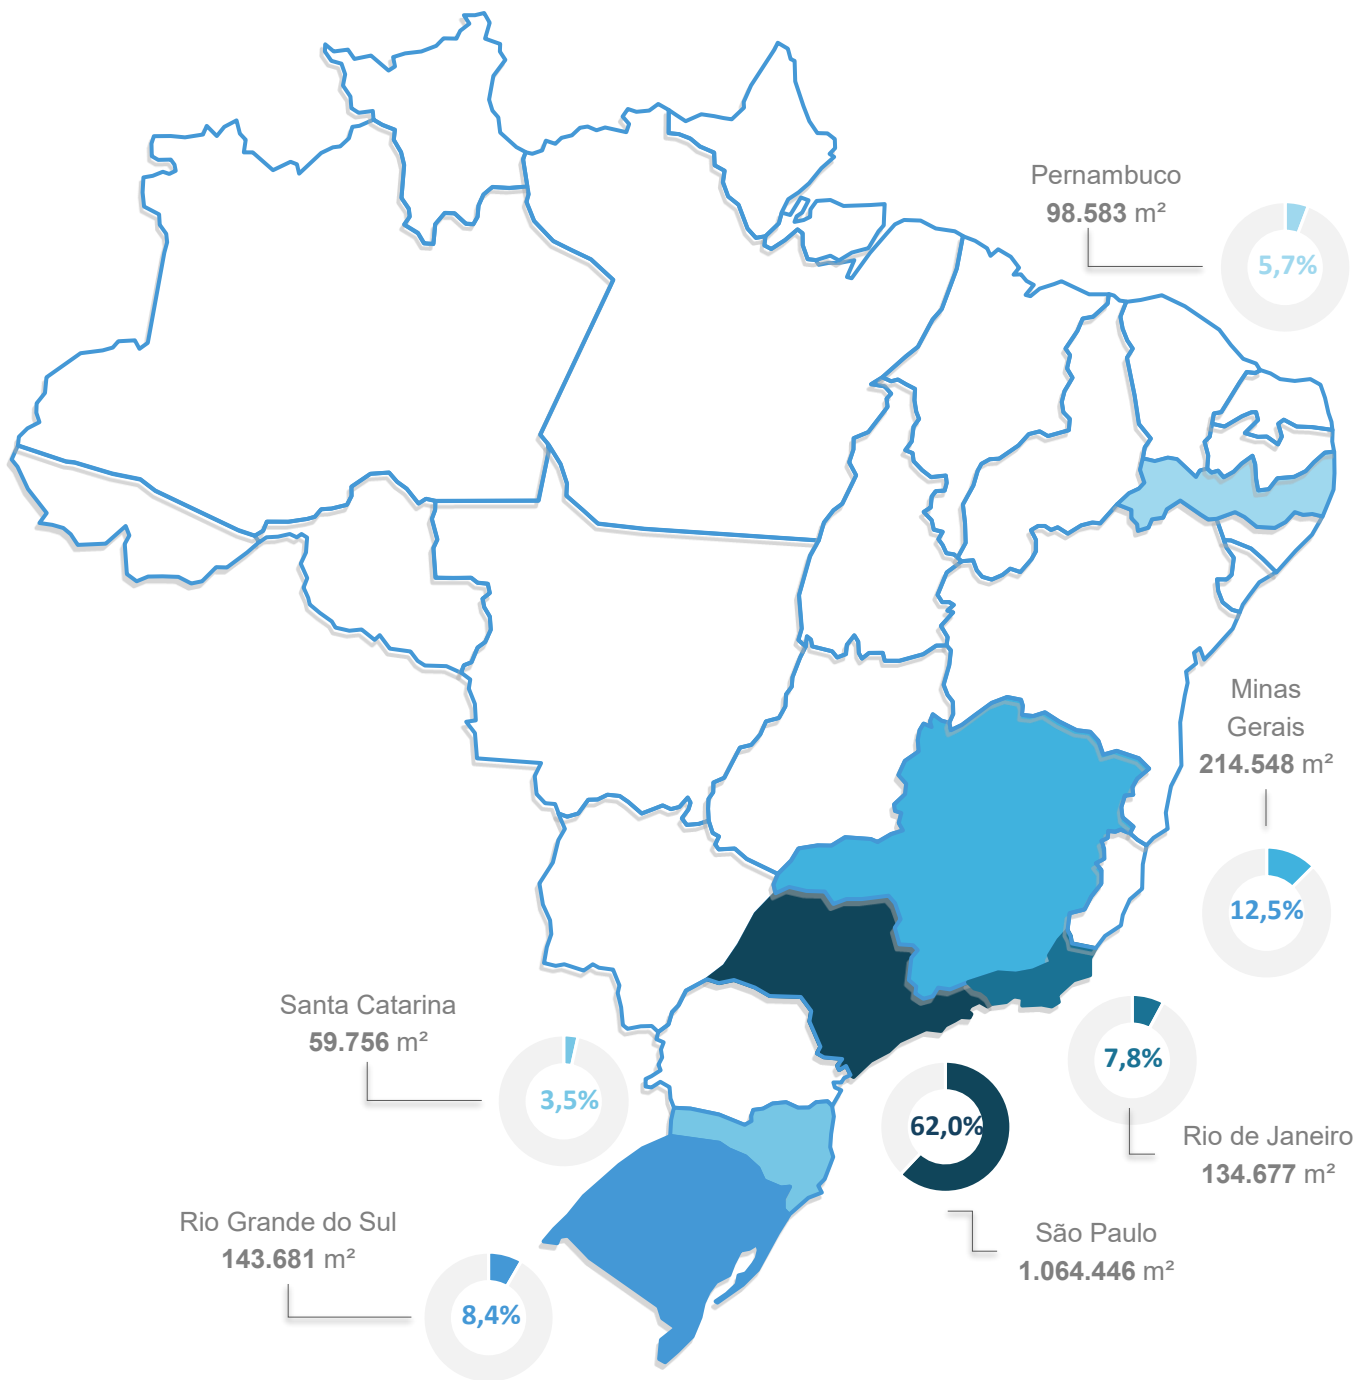 Pernambuco
98.583 m²
5,7%
Minas
Gerais
214.548 m²
12,5%
Santa Catarina
59.756 m²
3,5%
7,8%
Rio de Janeiro
134.677 m²
62,0%
São Paulo
1.064.446 m²
Rio Grande do Sul
143.681 m²
8,4%